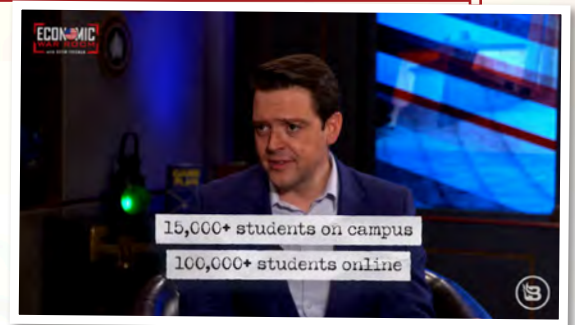 ECONOMIC
WAR ROOM
15,000+ students on campus
100,000+ students online
B